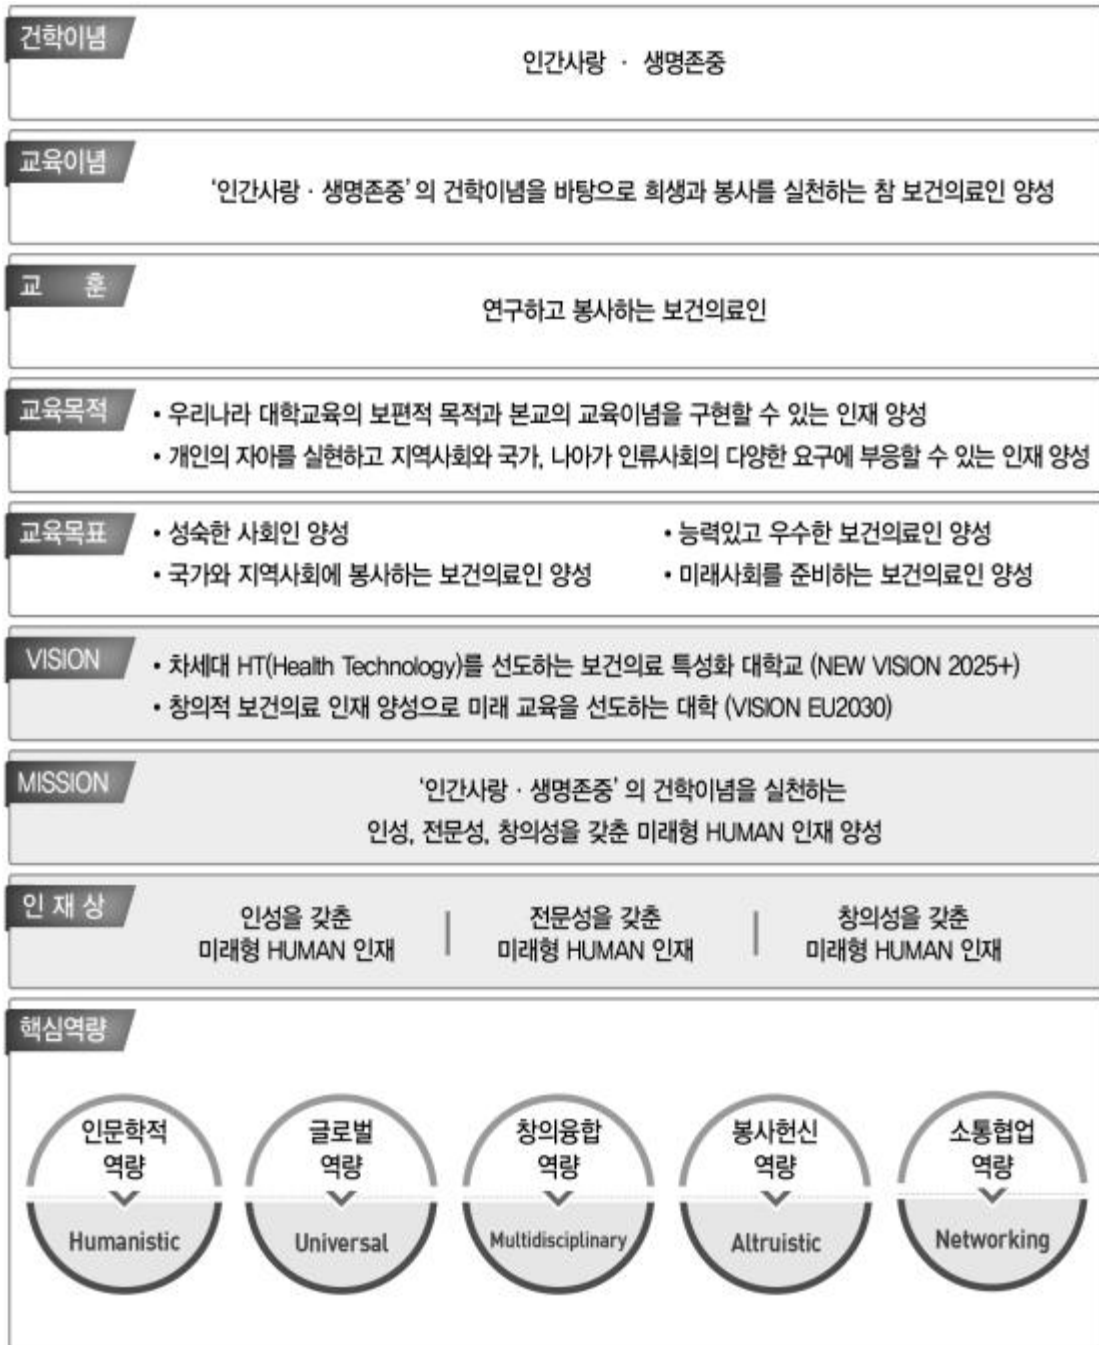 건학이념
인간사랑 · 생명존중
교육이념
‘인간사랑 · 생명존중’의 건학이념을 바탕으로 희생과 봉사를 실천하는 참 보건의료인 양성
교 훈
연구하고 봉사하는 보건의료인
교육목적
• 우리나라 대학교육의 보편적 목적과 본교의 교육이념을 구현할 수 있는 인재 양성
• 개인의 자아를 실현하고 지역사회와 국가, 나아가 인류사회의 다양한 요구에 부응할 수 있는 인재 양성
교육목표
• 성숙한 사회인 양성
• 능력있고 우수한 보건의료인 양성
• 국가와 지역사회에 봉사하는 보건의료인 양성
• 미래사회를 준비하는 보건의료인 양성
VISION
• 차세대 HT(Health Technology)를 선도하는 보건의료 특성화 대학교 (NEW VISION 2025+)
• 창의적 보건의료 인재 양성으로 미래 교육을 선도하는 대학 (VISION EU2030)
MISSION
‘인간사랑 · 생명존중’의 건학이념을 실천하는
인성, 전문성, 창의성을 갖춘 미래형 HUMAN 인재 양성
인 재 상
인성을 갖춘
미래형 HUMAN 인재
전문성을 갖춘
미래형 HUMAN 인재
창의성을 갖춘
미래형 HUMAN 인재
핵심역량
인문학적
역량
Humanistic
글로벌
역량
Universal
창의융합
역량
Multidisciplinary
봉사헌신
역량
Altruistic
소통협업
역량
Networking